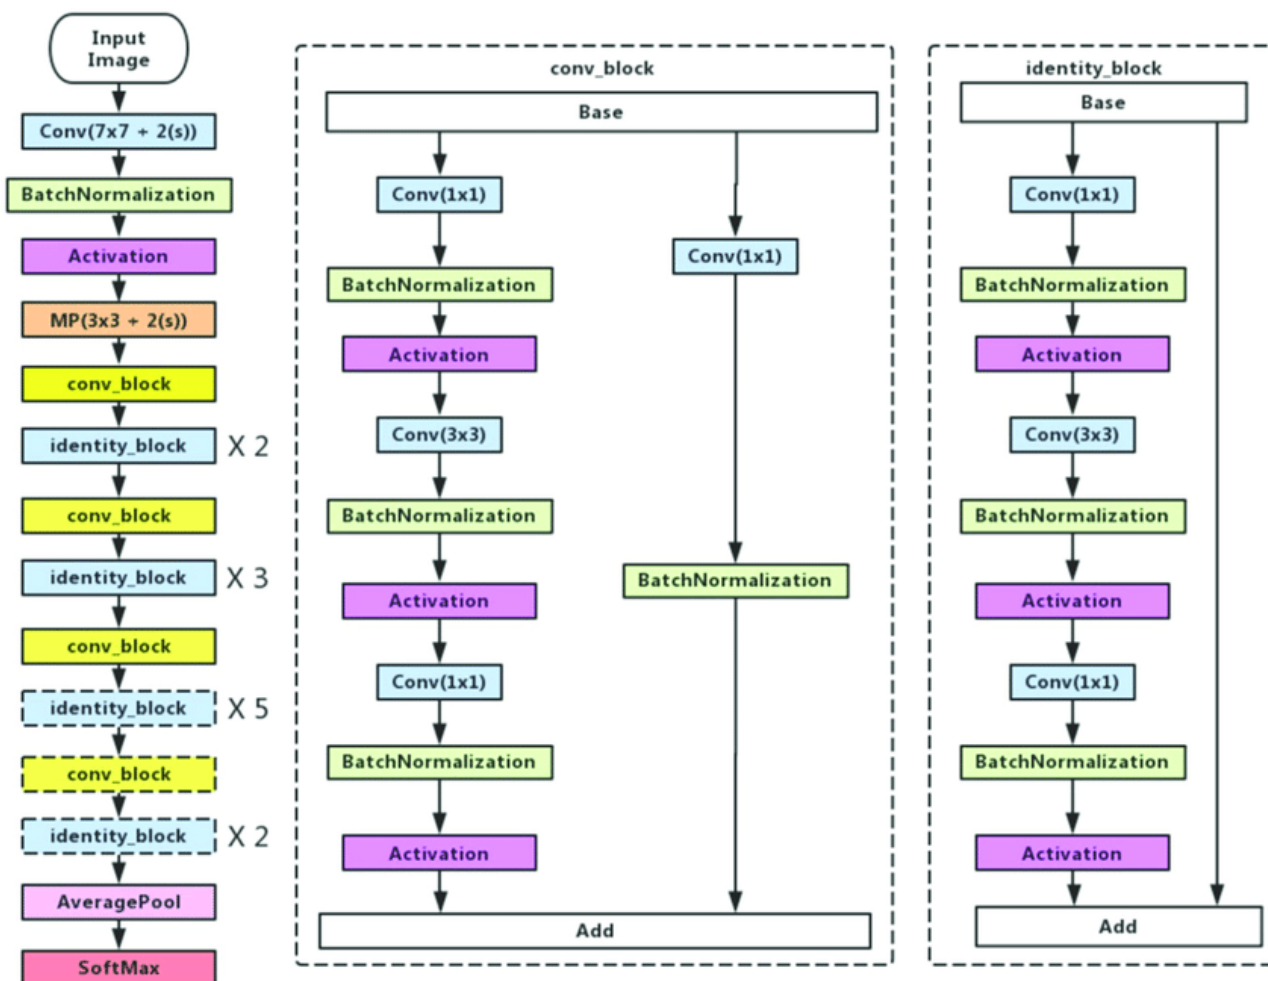 Input
Image
Conv(7x7 + 2(s))
BatchNormalization
Activation
MP(3x3 + 2(s))
conv_block
identity_block X 2
conv_block
identity_block X 3
conv_block
identity_block X 5
conv_block
identity_block X 2
AveragePool
SoftMax
conv_block
Base
Conv(1x1)
BatchNormalization
Activation
Conv(3x3)
BatchNormalization
Activation
Conv(1x1)
BatchNormalization
Activation
Conv(1x1)
BatchNormalization
Add
identity_block
Base
Conv(1x1)
BatchNormalization
Activation
Conv(3x3)
BatchNormalization
Activation
Conv(1x1)
BatchNormalization
Activation
Add